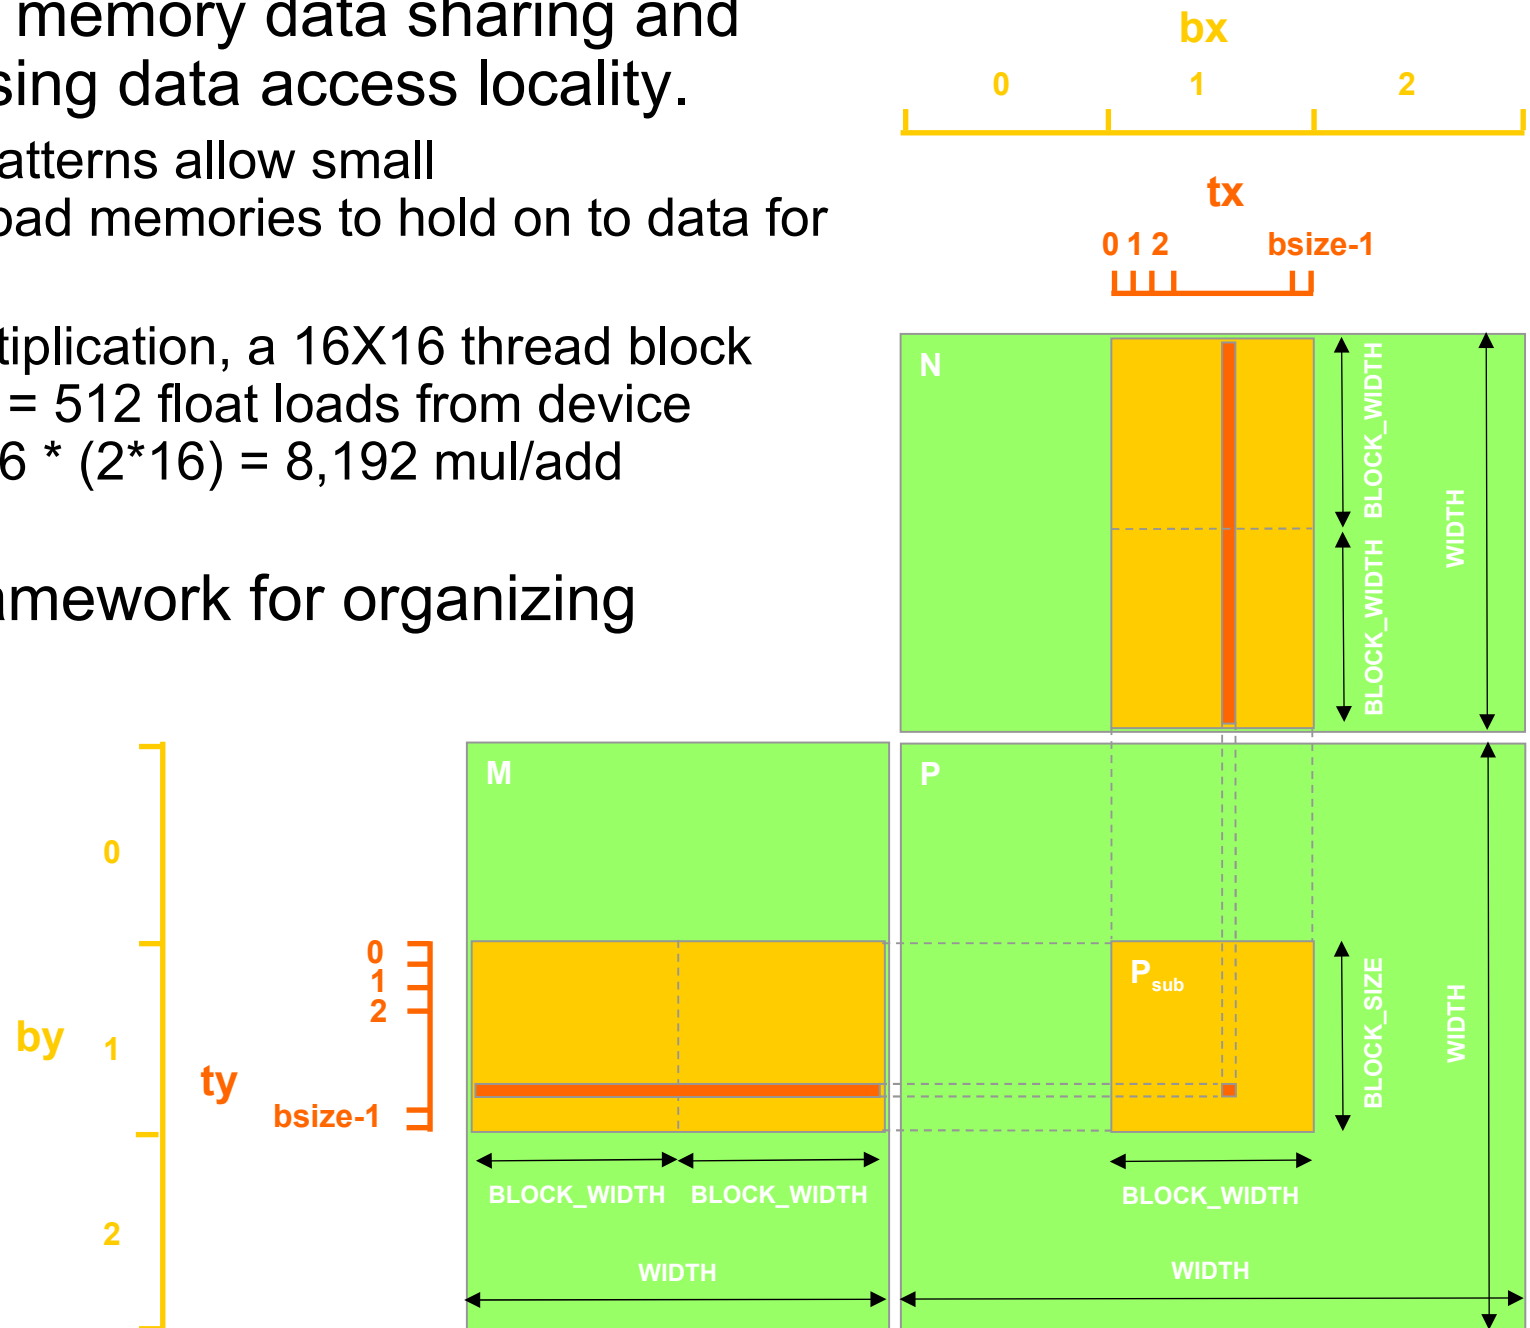 memory data sharing and
sing data access locality.
atterns allow small
oad memories to hold on to data for
tiplication, a 16X16 thread block
= 512 float loads from device
6 * (2*16) = 8,192 mul/add
amework for organizing
bx
0 1 2
tx
0 1 2 bsize-1
N
BLOCK_WIDTH
BLOCK_WIDTH
WIDTH
M
P
by
0
1
2
ty
0
1
2
bsize-1
Psub
BLOCK_SIZE
WIDTH
BLOCK_WIDTH BLOCK_WIDTH
BLOCK_WIDTH
WIDTH
WIDTH